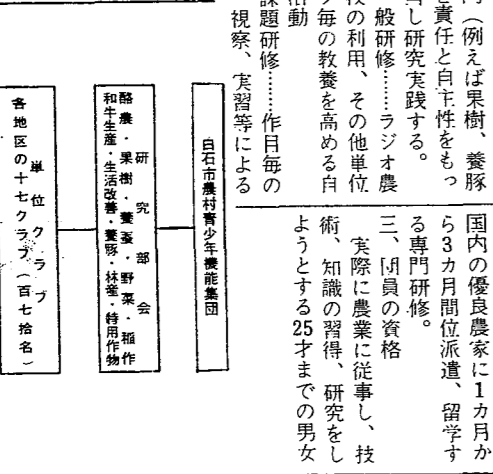 門（例えば果樹、養豚
を責任と自主性をもっ
当し研究実践する。
般研修……ラジオ農
校の利用、その他単位
ブ毎の教養を高める自
活動
課題研修……作目毎の
視察、実習等による
国内の優良農家に1カ月か
ら3カ月間位派遣、留学す
る専門研修。
三、団員の資格
実際に農業に従事し、技
術、知識の習得、研究をし
ようとする25才までの男女
白石市農村青少年機能集団
研究部会
酪農・果樹・養蚕・野菜・稲作
和牛生産・生活改善・養豚・林産・特用作物
単位クラブ
各地区の十七クラブ（百七拾名）